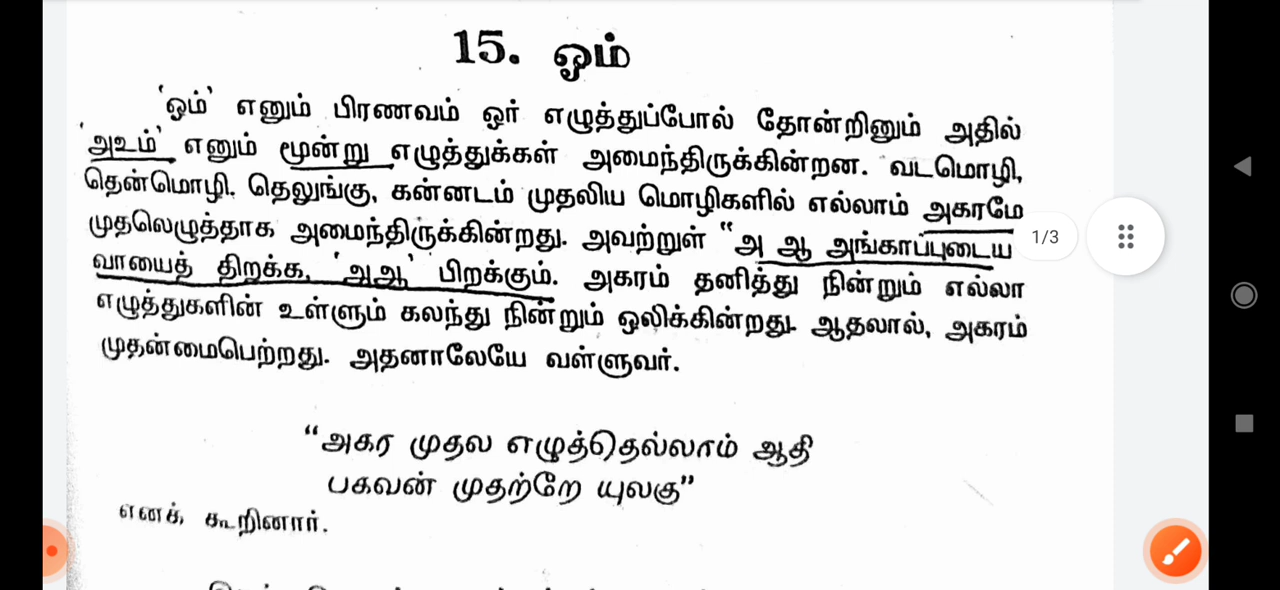 15. ஓம்
'ஓம்' எனும் பிரணவம் ஓர் எழுத்துப்போல் தோன்றினும் அதில்
'அஉம்' எனும் மூன்று எழுத்துக்கள் அமைந்திருக்கின்றன. வடமொழி,
தென்மொழி. தெலுங்கு, கன்னடம் முதலிய மொழிகளில் எல்லாம் அகரமே
முதலெழுத்தாக அமைந்திருக்கின்றது. அவற்றுள் “அ ஆ அங்காப்புடைய
வாயைத் திறக்க, 'அஆ' பிறக்கும். அகரம் தனித்து நின்றும் எல்லா
எழுத்துகளின் உள்ளும் கலந்து நின்றும் ஒலிக்கின்றது. ஆதலால், அகரம்
முதன்மைபெற்றது. அதனாலேயே வள்ளுவர்.
“அகர முதல எழுத்தெல்லாம் ஆதி
பகவன் முதற்றே யுலகு”
எனக் கூறினார்.
1/3